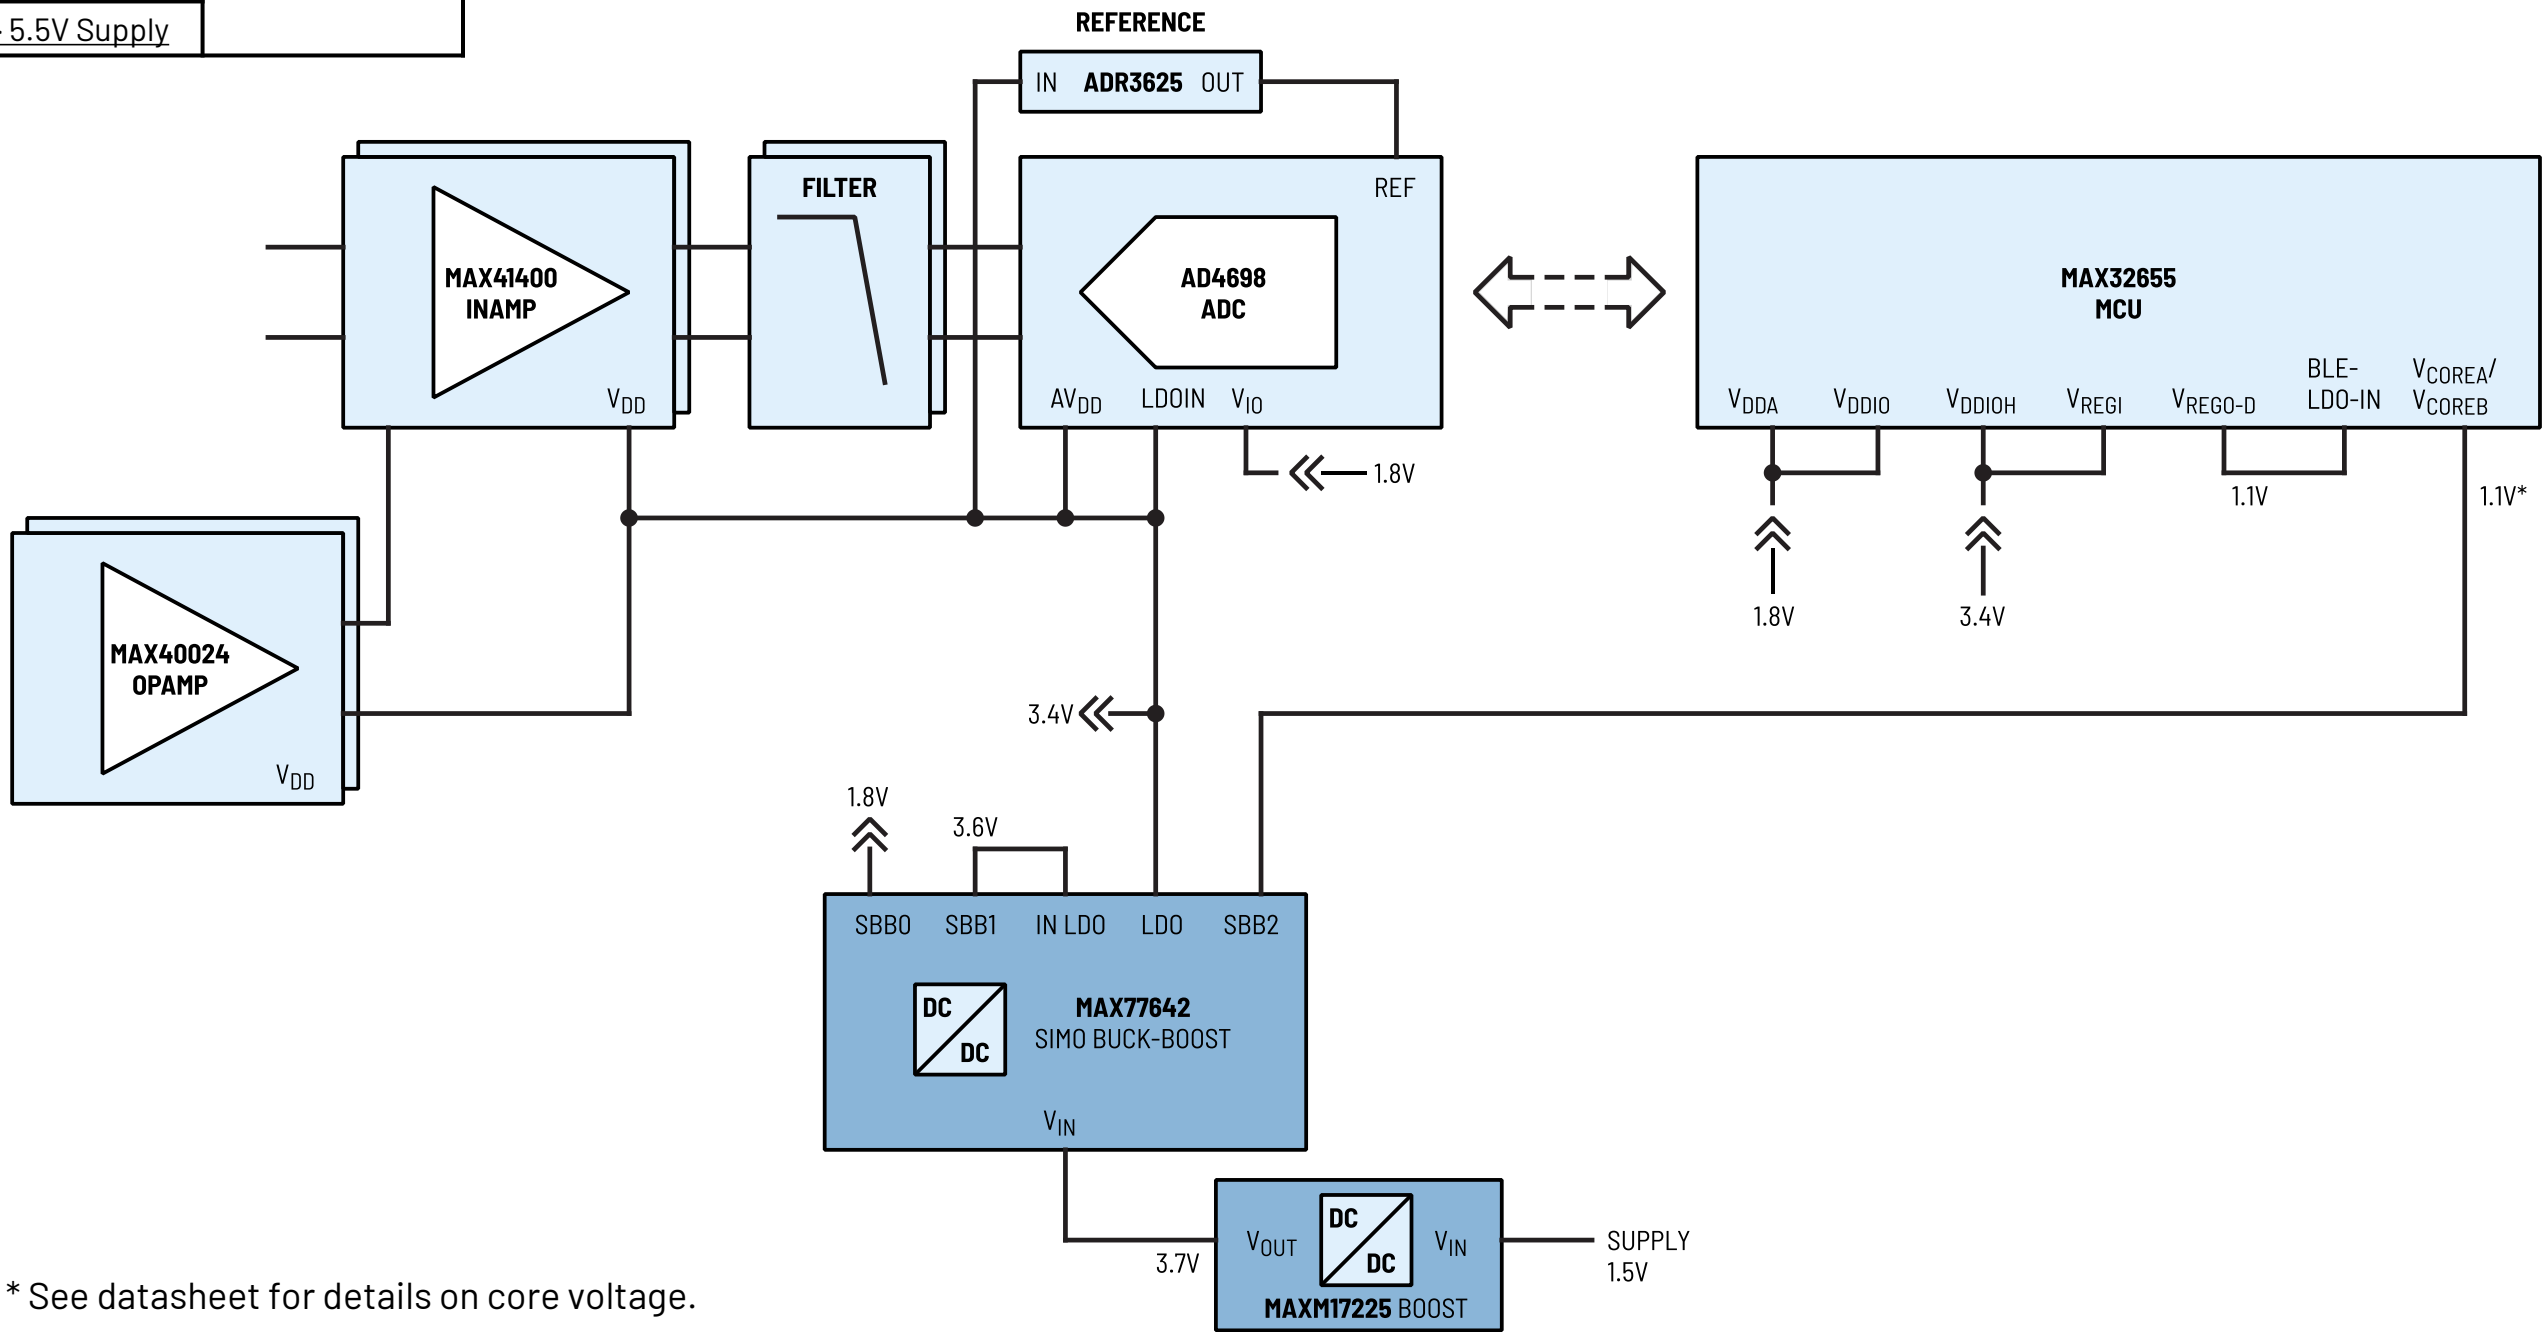 5.5V Supply
REFERENCE
IN ADR3625 OUT
FILTER
REF
MAX41400
INAMP
AD4698
ADC
MAX32655
MCU
VDD
AVDD LDOIN VIO
VDDA VDDIO VDDIOH VREGI VREGO-D
BLE-
LDO-IN
VCOREA/
VCOREB
1.8V
1.1V
1.1V*
1.8V
3.4V
MAX40024
OPAMP
VDD
3.4V
1.8V
3.6V
SBB0 SBB1 IN LDO LDO SBB2
DC
DC
MAX77642
SIMO BUCK-BOOST
VIN
3.7V
VOUT
DC
DC
VIN
MAXM17225 BOOST
SUPPLY
1.5V
* See datasheet for details on core voltage.